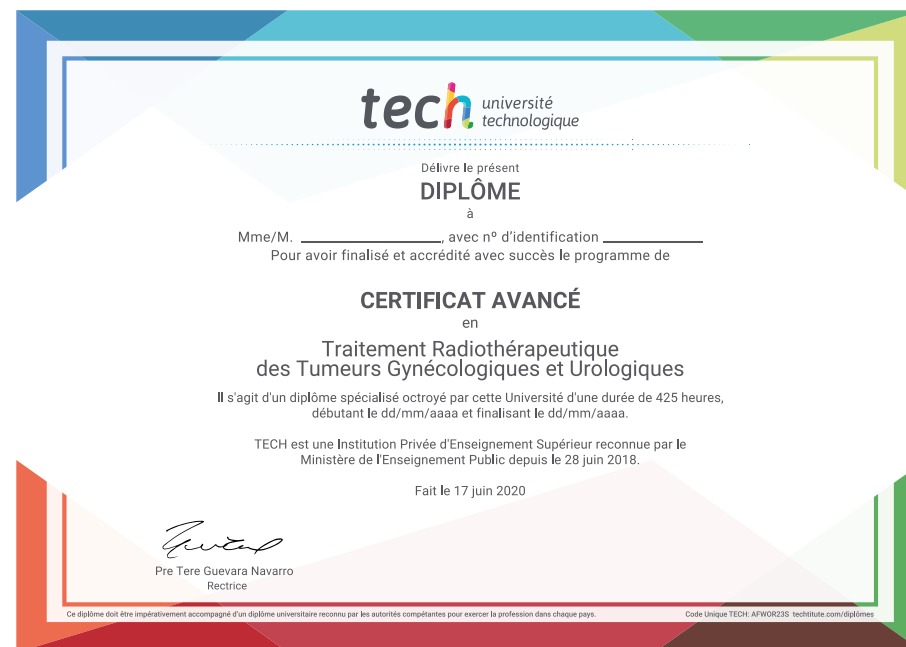 tech université
technologique
Délivre le présent
DIPLÔME
à
Mme/M. ____________________, avec nº d'identification ______________
Pour avoir finalisé et accrédité avec succès le programme de
CERTIFICAT AVANCÉ
en
Traitement Radiothérapeutique
des Tumeurs Gynécologiques et Urologiques
Il s'agit d'un diplôme spécialisé octroyé par cette Université d'une durée de 425 heures,
débutant le dd/mm/aaaa et finalisant le dd/mm/aaaa.
TECH est une Institution Privée d'Enseignement Supérieur reconnue par le
Ministère de l'Enseignement Public depuis le 28 juin 2018.
Fait le 17 juin 2020
Pre Tere Guevara Navarro
Rectrice
Ce diplôme doit être impérativement accompagné d'un diplôme universitaire reconnu par les autorités compétantes pour exercer la profession dans chaque pays.
Code Unique TECH: AFWOR23S techtitute.com/diplômes